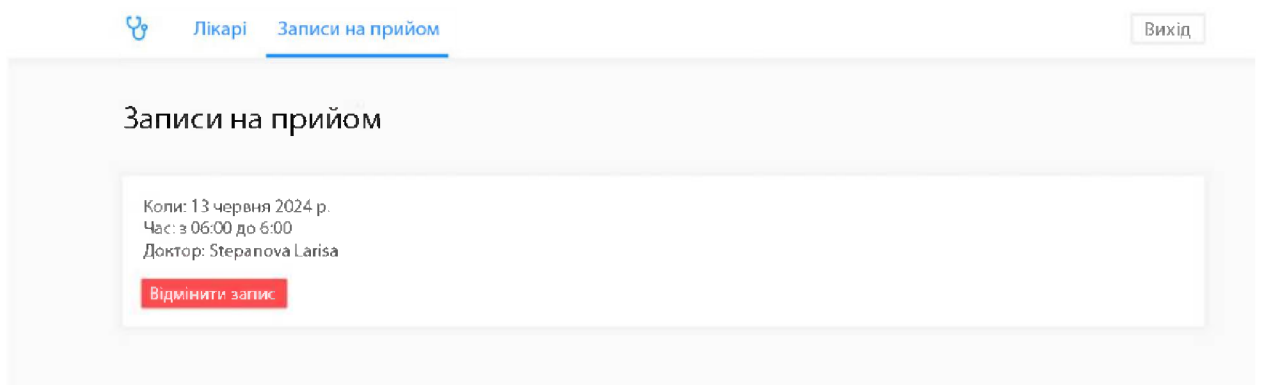 Лікарі Записи на прийом Вихід
Записи на прийом
Коли: 13 червня 2024 р.
Час: з 06:00 до 6:00
Доктор: Stepanova Larisa
Відмінити запис